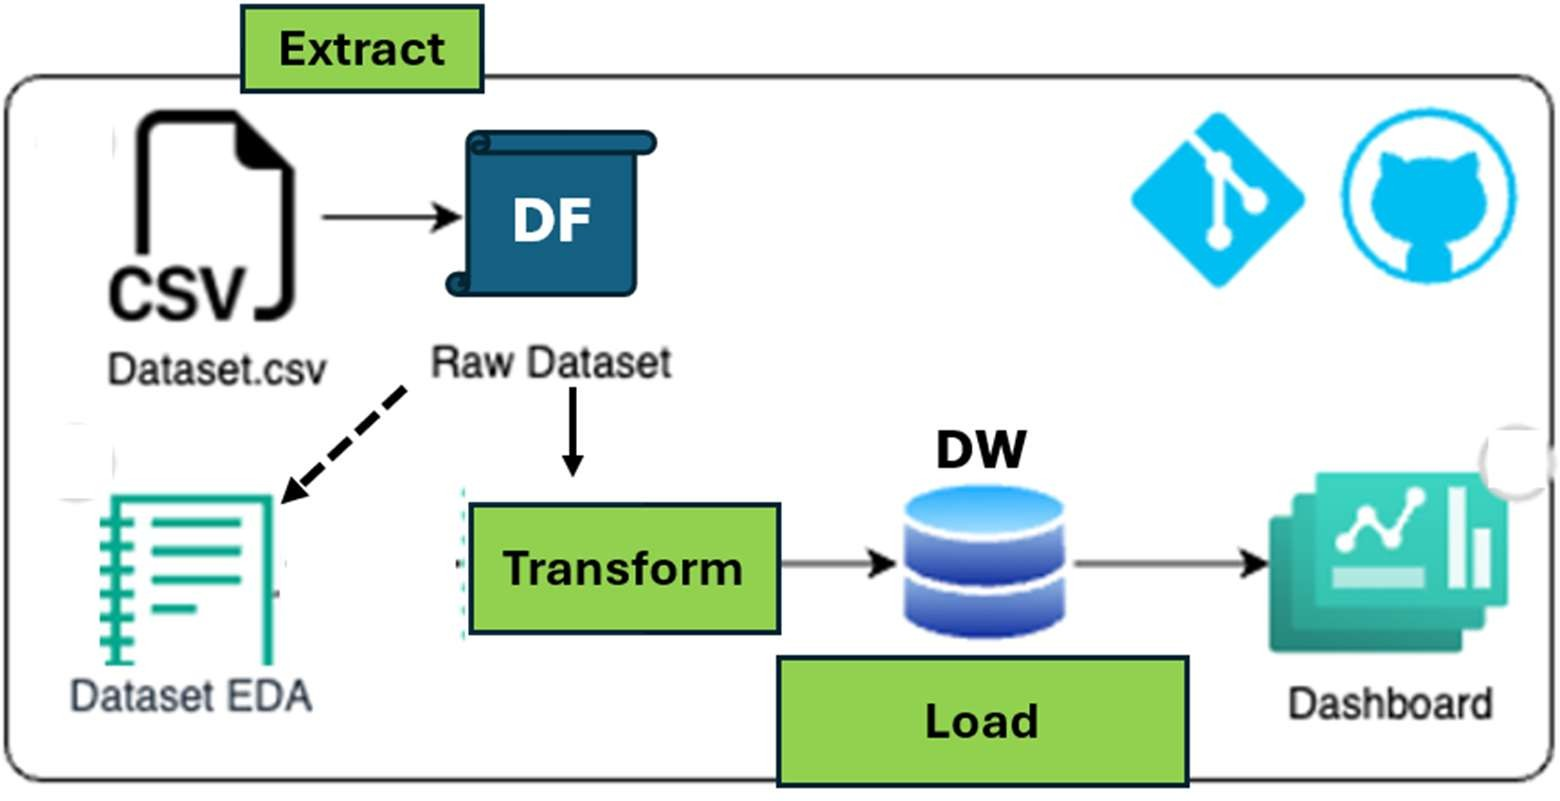 Extract
CSV
DF
Dataset.csv
Raw Dataset
DW
Transform
Dataset EDA
Load
Dashboard